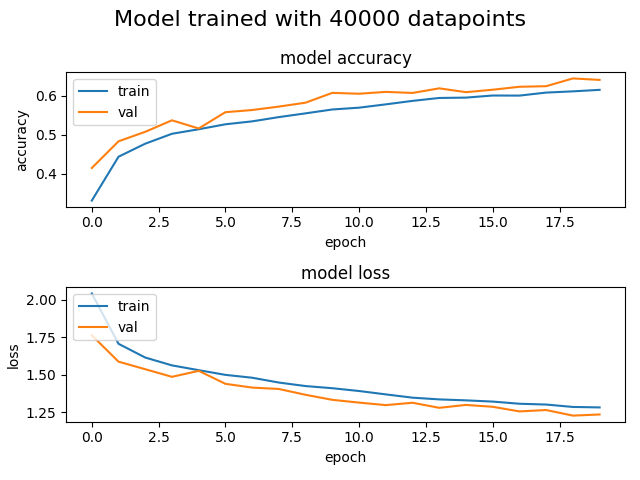 Model trained with 40000 datapoints
model accuracy
train
val
accuracy
0.6
0.5
0.4
0.0 2.5 5.0 7.5 10.0 12.5 15.0 17.5
epoch
model loss
train
val
loss
2.00
1.75
1.50
1.25
0.0 2.5 5.0 7.5 10.0 12.5 15.0 17.5
epoch